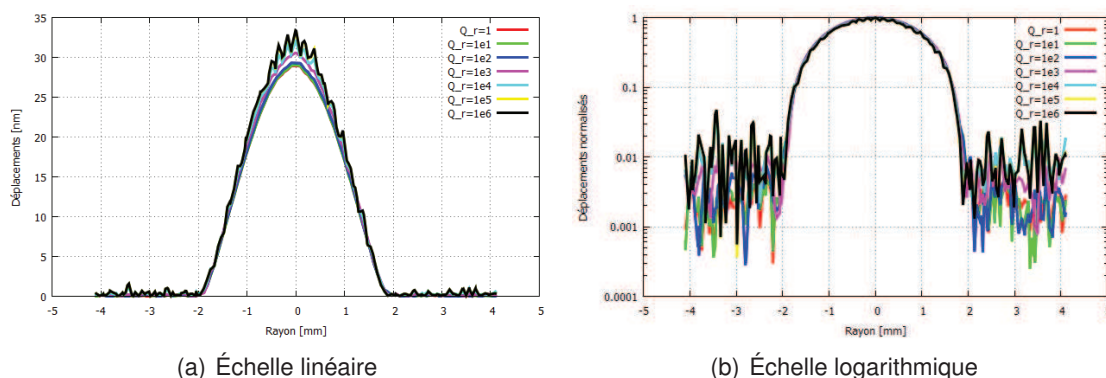 35
30
25
20
15
10
5
0
Déplacements [nm]
-5
-4
-3
-2
-1
0
1
2
3
4
5
Rayon [mm]
Q_r=1
Q_r=1e1
Q_r=1e2
Q_r=1e3
Q_r=1e4
Q_r=1e5
Q_r=1e6
(a) Échelle linéaire
1
0.1
0.01
0.001
0.0001
Déplacements normalisés
-5
-4
-3
-2
-1
0
1
2
3
4
5
Rayon [mm]
Q_r=1
Q_r=1e1
Q_r=1e2
Q_r=1e3
Q_r=1e4
Q_r=1e5
Q_r=1e6
(b) Échelle logarithmique